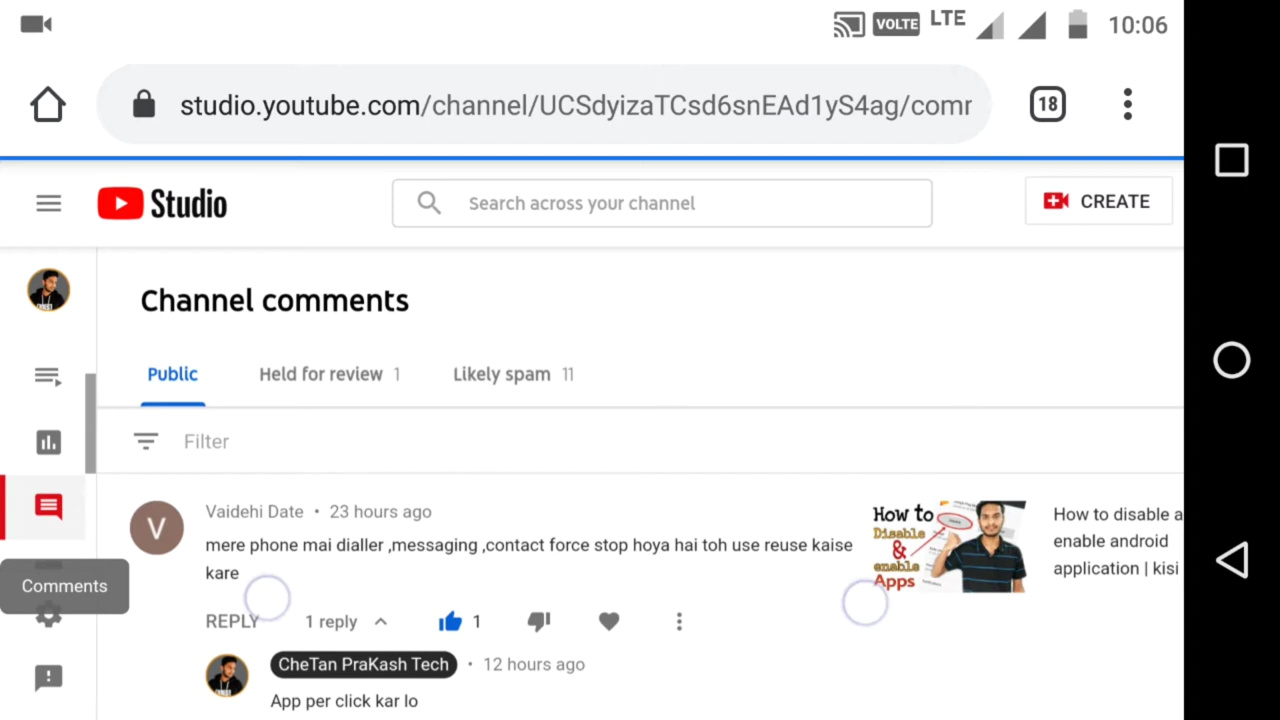 VOLTE LTE 10:06
studio.youtube.com/channel/UCSdyizaTCsd6snEAd1yS4ag/comr
18
Studio
Search across your channel
CREATE
Channel comments
Public
Held for review 1
Likely spam 11
Filter
V
Vaidehi Date • 23 hours ago
mere phone mai dialler ,messaging ,contact force stop hoya hai toh use reuse kaise
kare
How to
Disable
&
enable
Apps
How to disable a
enable android
application | kisi
Comments
REPLY
1 reply
1
CheTan PraKash Tech • 12 hours ago
App per click kar lo